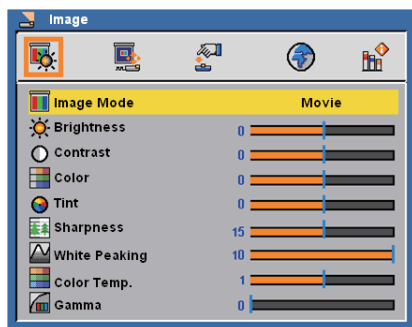 Image
Image Mode Movie
Brightness 0
Contrast 0
Color 0
Tint 0
Sharpness 15
White Peaking 10
Color Temp. 1
Gamma 0